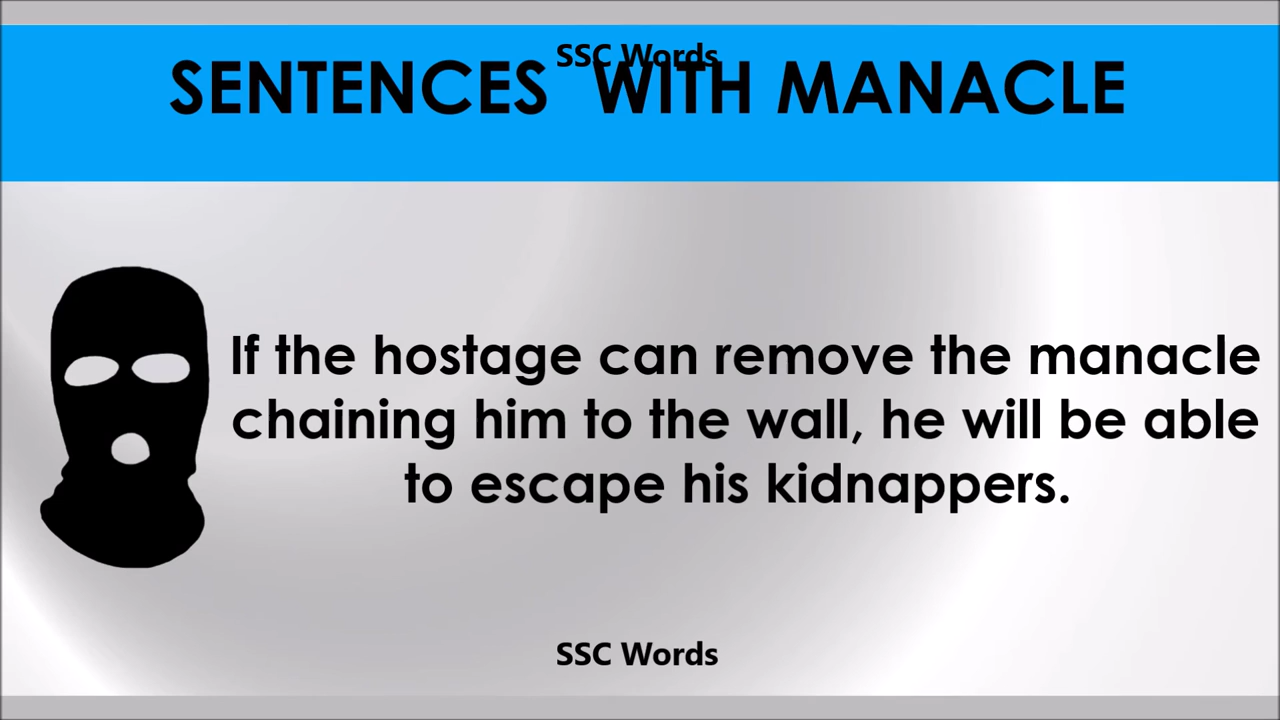 SSC Words
SENTENCES WITH MANACLE
If the hostage can remove the manacle
chaining him to the wall, he will be able
to escape his kidnappers.
SSC Words